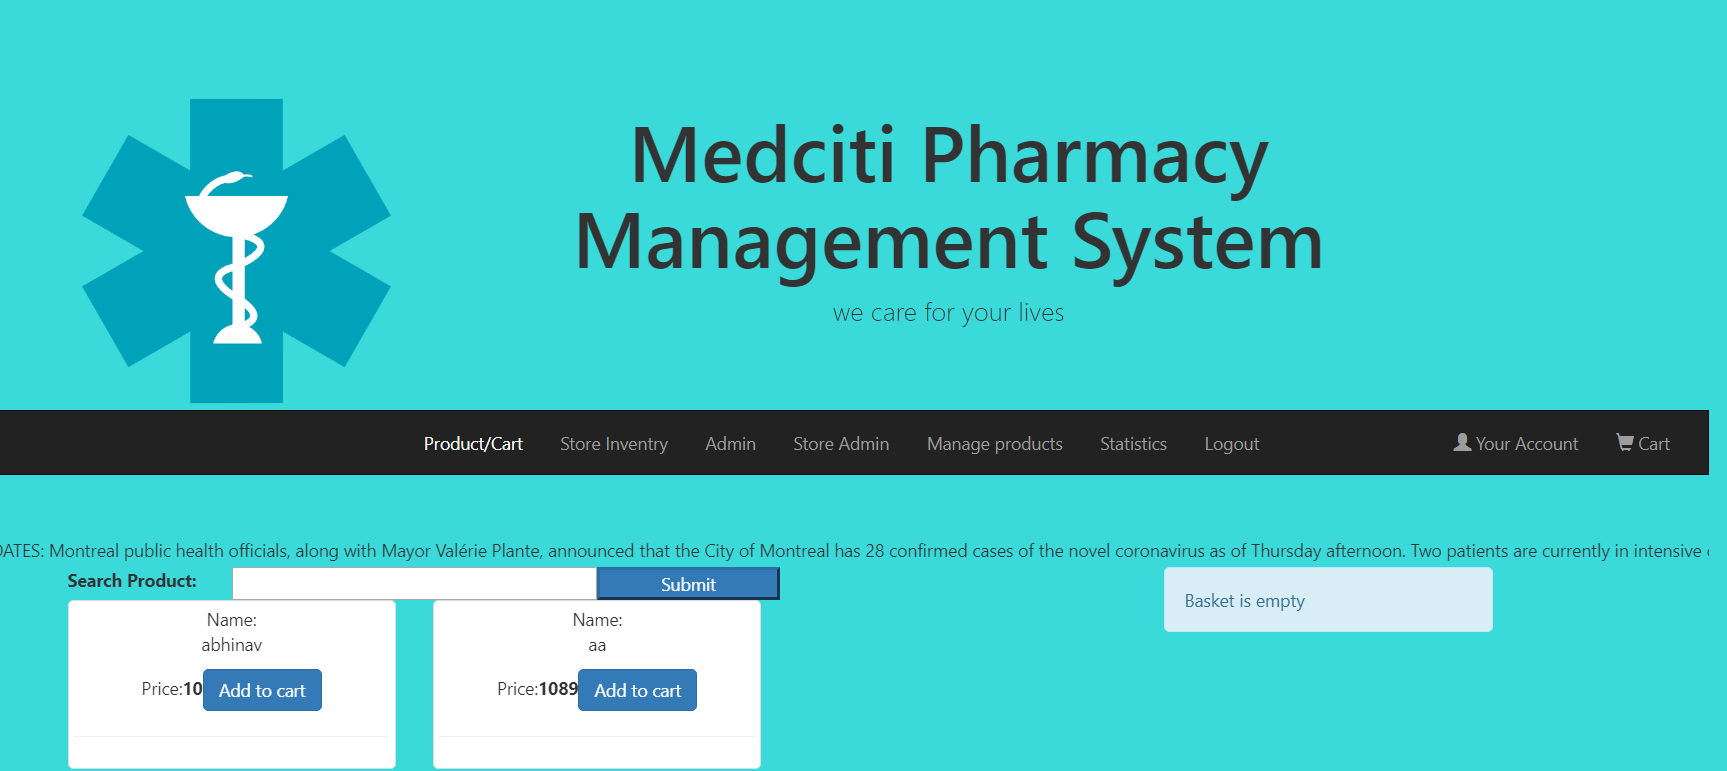 Medciti Pharmacy
Management System
we care for your lives
Product/Cart Store Inventry Admin Store Admin Manage products Statistics Logout Your Account Cart
DATES: Montreal public health officials, along with Mayor Valérie Plante, announced that the City of Montreal has 28 confirmed cases of the novel coronavirus as of Thursday afternoon. Two patients are currently in intensive
Search Product: Submit
Basket is empty
Name:
abhinav
Price:10 Add to cart
Name:
aa
Price:1089 Add to cart